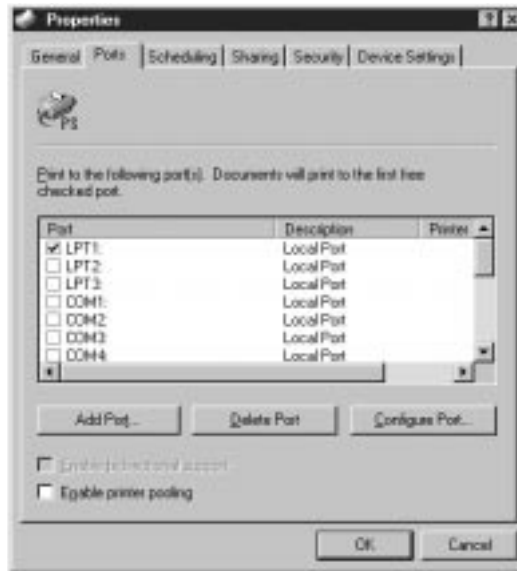 Properties
General Ports Scheduling Sharing Security Device Settings
PS
Print to the following port(s). Documents will print to the first free
checked port.
Port Description Printer
LPT1: Local Port
LPT2: Local Port
LPT3: Local Port
COM1: Local Port
COM2: Local Port
COM3: Local Port
COM4: Local Port
Add Port... Delete Port Configure Port...
Enable bidirectional support
Enable printer pooling
OK Cancel